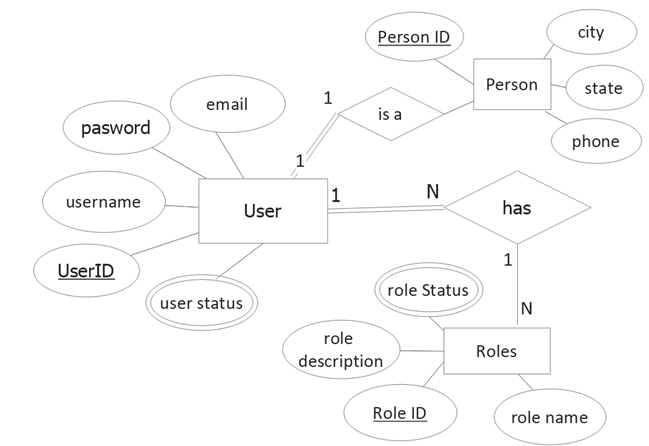 Person ID
city
Person
state
phone
1
is a
1
email
pasword
username
User
UserID
user status
1
N
has
1
N
role Status
role
description
Roles
Role ID
role name